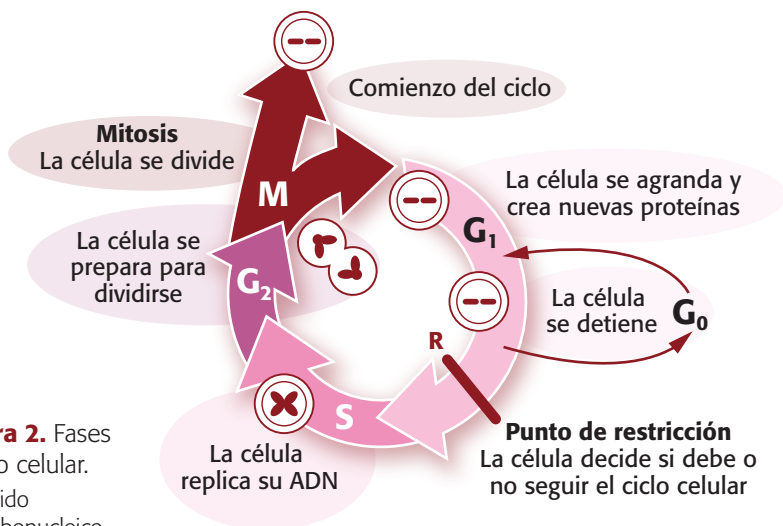 Comienzo del ciclo
Mitosis
La célula se divide
M
La célula se agranda y
crea nuevas proteínas
G1
La célula se
prepara para
dividirse
G2
La célula
se detiene
G0
R
S
La célula
replica su ADN
Punto de restricción
La célula decide si debe o
no seguir el ciclo celular
ra 2. Fases
o celular.
ido